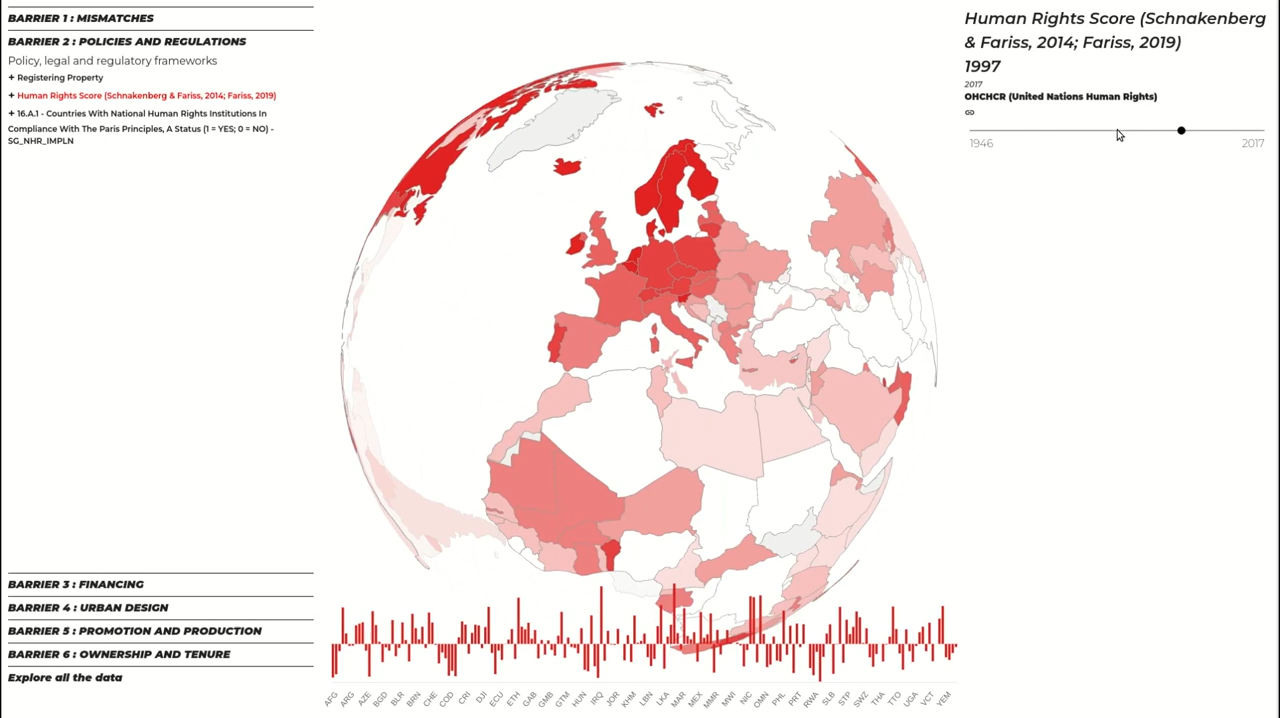 BARRIER 1 : MISMATCHES
BARRIER 2 : POLICIES AND REGULATIONS
Policy, legal and regulatory frameworks
+ Registering Property
+ Human Rights Score (Schnakenberg & Fariss, 2014; Fariss, 2019)
+ 16.A.1 - Countries With National Human Rights Institutions In
Compliance With The Paris Principles, A Status (1 = YES; 0 = NO) -
SG_NHR_IMPLN
BARRIER 3 : FINANCING
BARRIER 4 : URBAN DESIGN
BARRIER 5 : PROMOTION AND PRODUCTION
BARRIER 6 : OWNERSHIP AND TENURE
Explore all the data
Human Rights Score (Schnakenberg
& Fariss, 2014; Fariss, 2019)
1997
2017
OHCHCR (United Nations Human Rights)
1946 2017
AFG ARG AZE BGD BLR BRN CHE COD CRI DJI ECU ETH GAB GMB GTM HUN IRQ JOR KHM LBN LKA MAR MEX MMR MWI NIC OMN PHL PRT RWA SLB STP SWZ THA TTO UGA VCT YEM